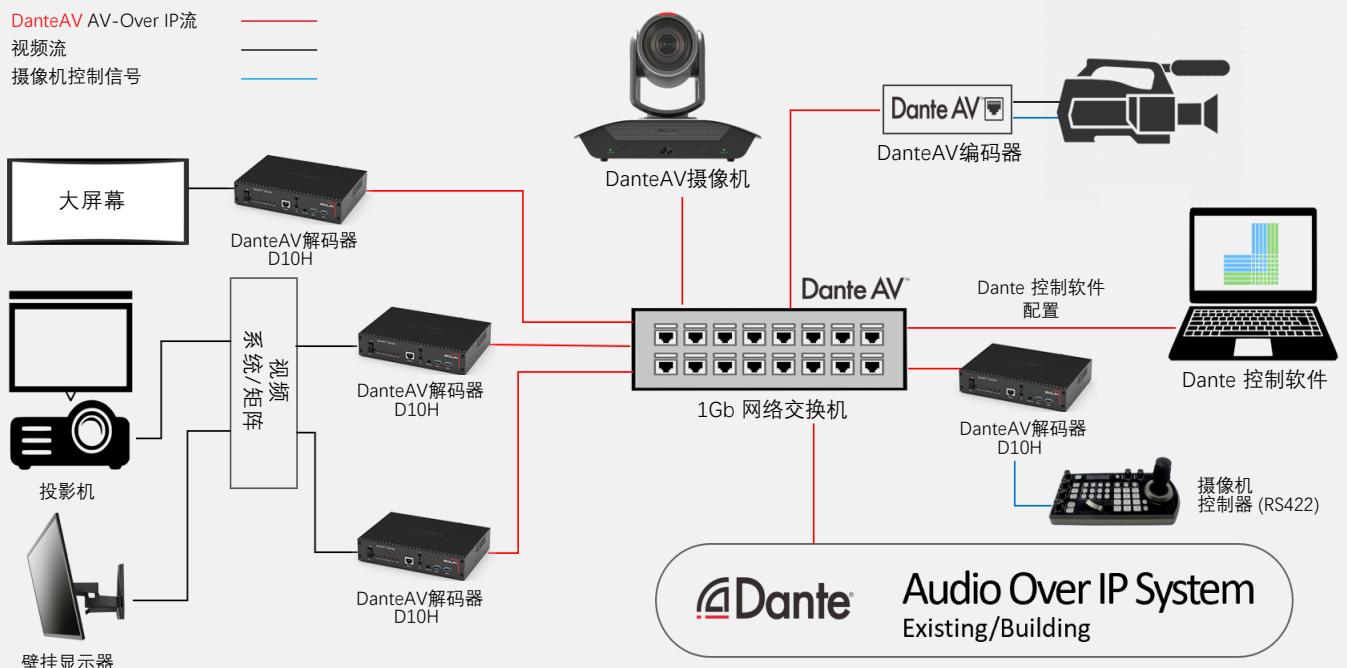 DanteAV AV-Over IP流
视频流
摄像机控制信号
Dante AV
DanteAV编码器
DanteAV摄像机
大屏幕
DanteAV解码器
D10H
Dante AV™
Dante 控制软件
配置
视频
系统/矩阵
DanteAV解码器
D10H
1Gb 网络交换机
Dante 控制软件
DanteAV解码器
D10H
投影机
摄像机
控制器 (RS422)
DanteAV解码器
D10H
壁挂显示器
Dante
Audio Over IP System
Existing/Building